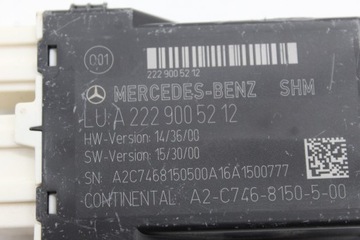 001
222 900 52 12
MERCEDES-BENZ SHM
LU: A 222 900 52 12
HW-Version: 14/36/00
SW-Version: 15/30/00
SN: A2C7468150500A16A1500777
CONTINENTAL: A2-C746-8150-5-00